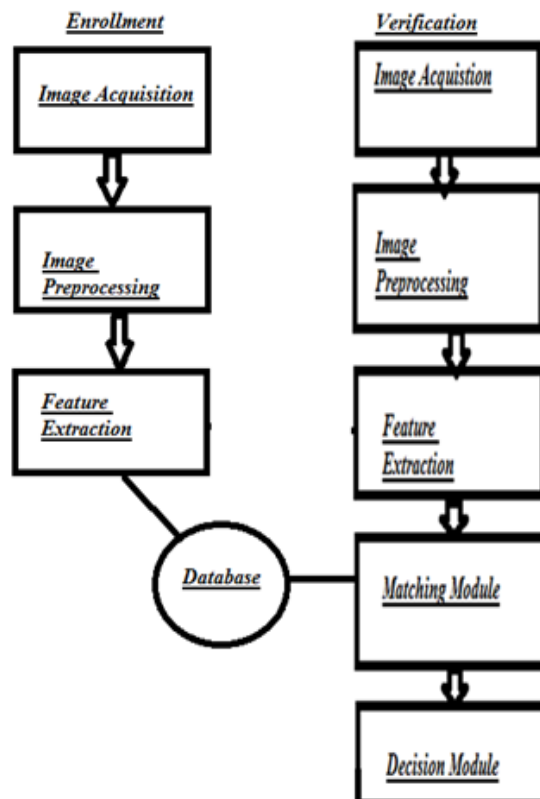 Enrollment
Image Acquisition
Image
Preprocessing
Feature
Extraction
Database
Verification
Image Acquistion
Image
Preprocessing
Feature
Extraction
Matching Module
Decision Module